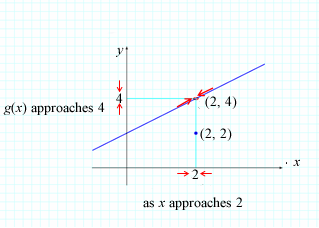 y
4
g(x) approaches 4
(2, 4)
(2, 2)
x
2
as x approaches 2